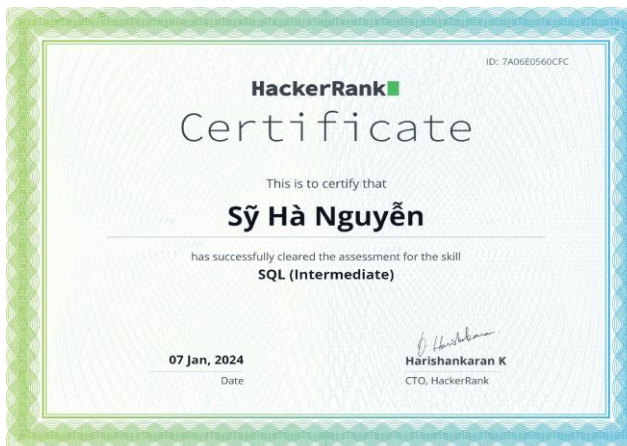 ID: 7A06E0560CFC
HackerRank
Certificate
This is to certify that
Sỹ Hà Nguyễn
has successfully cleared the assessment for the skill
SQL (Intermediate)
07 Jan, 2024
Date
Harishankaran K
CTO, HackerRank